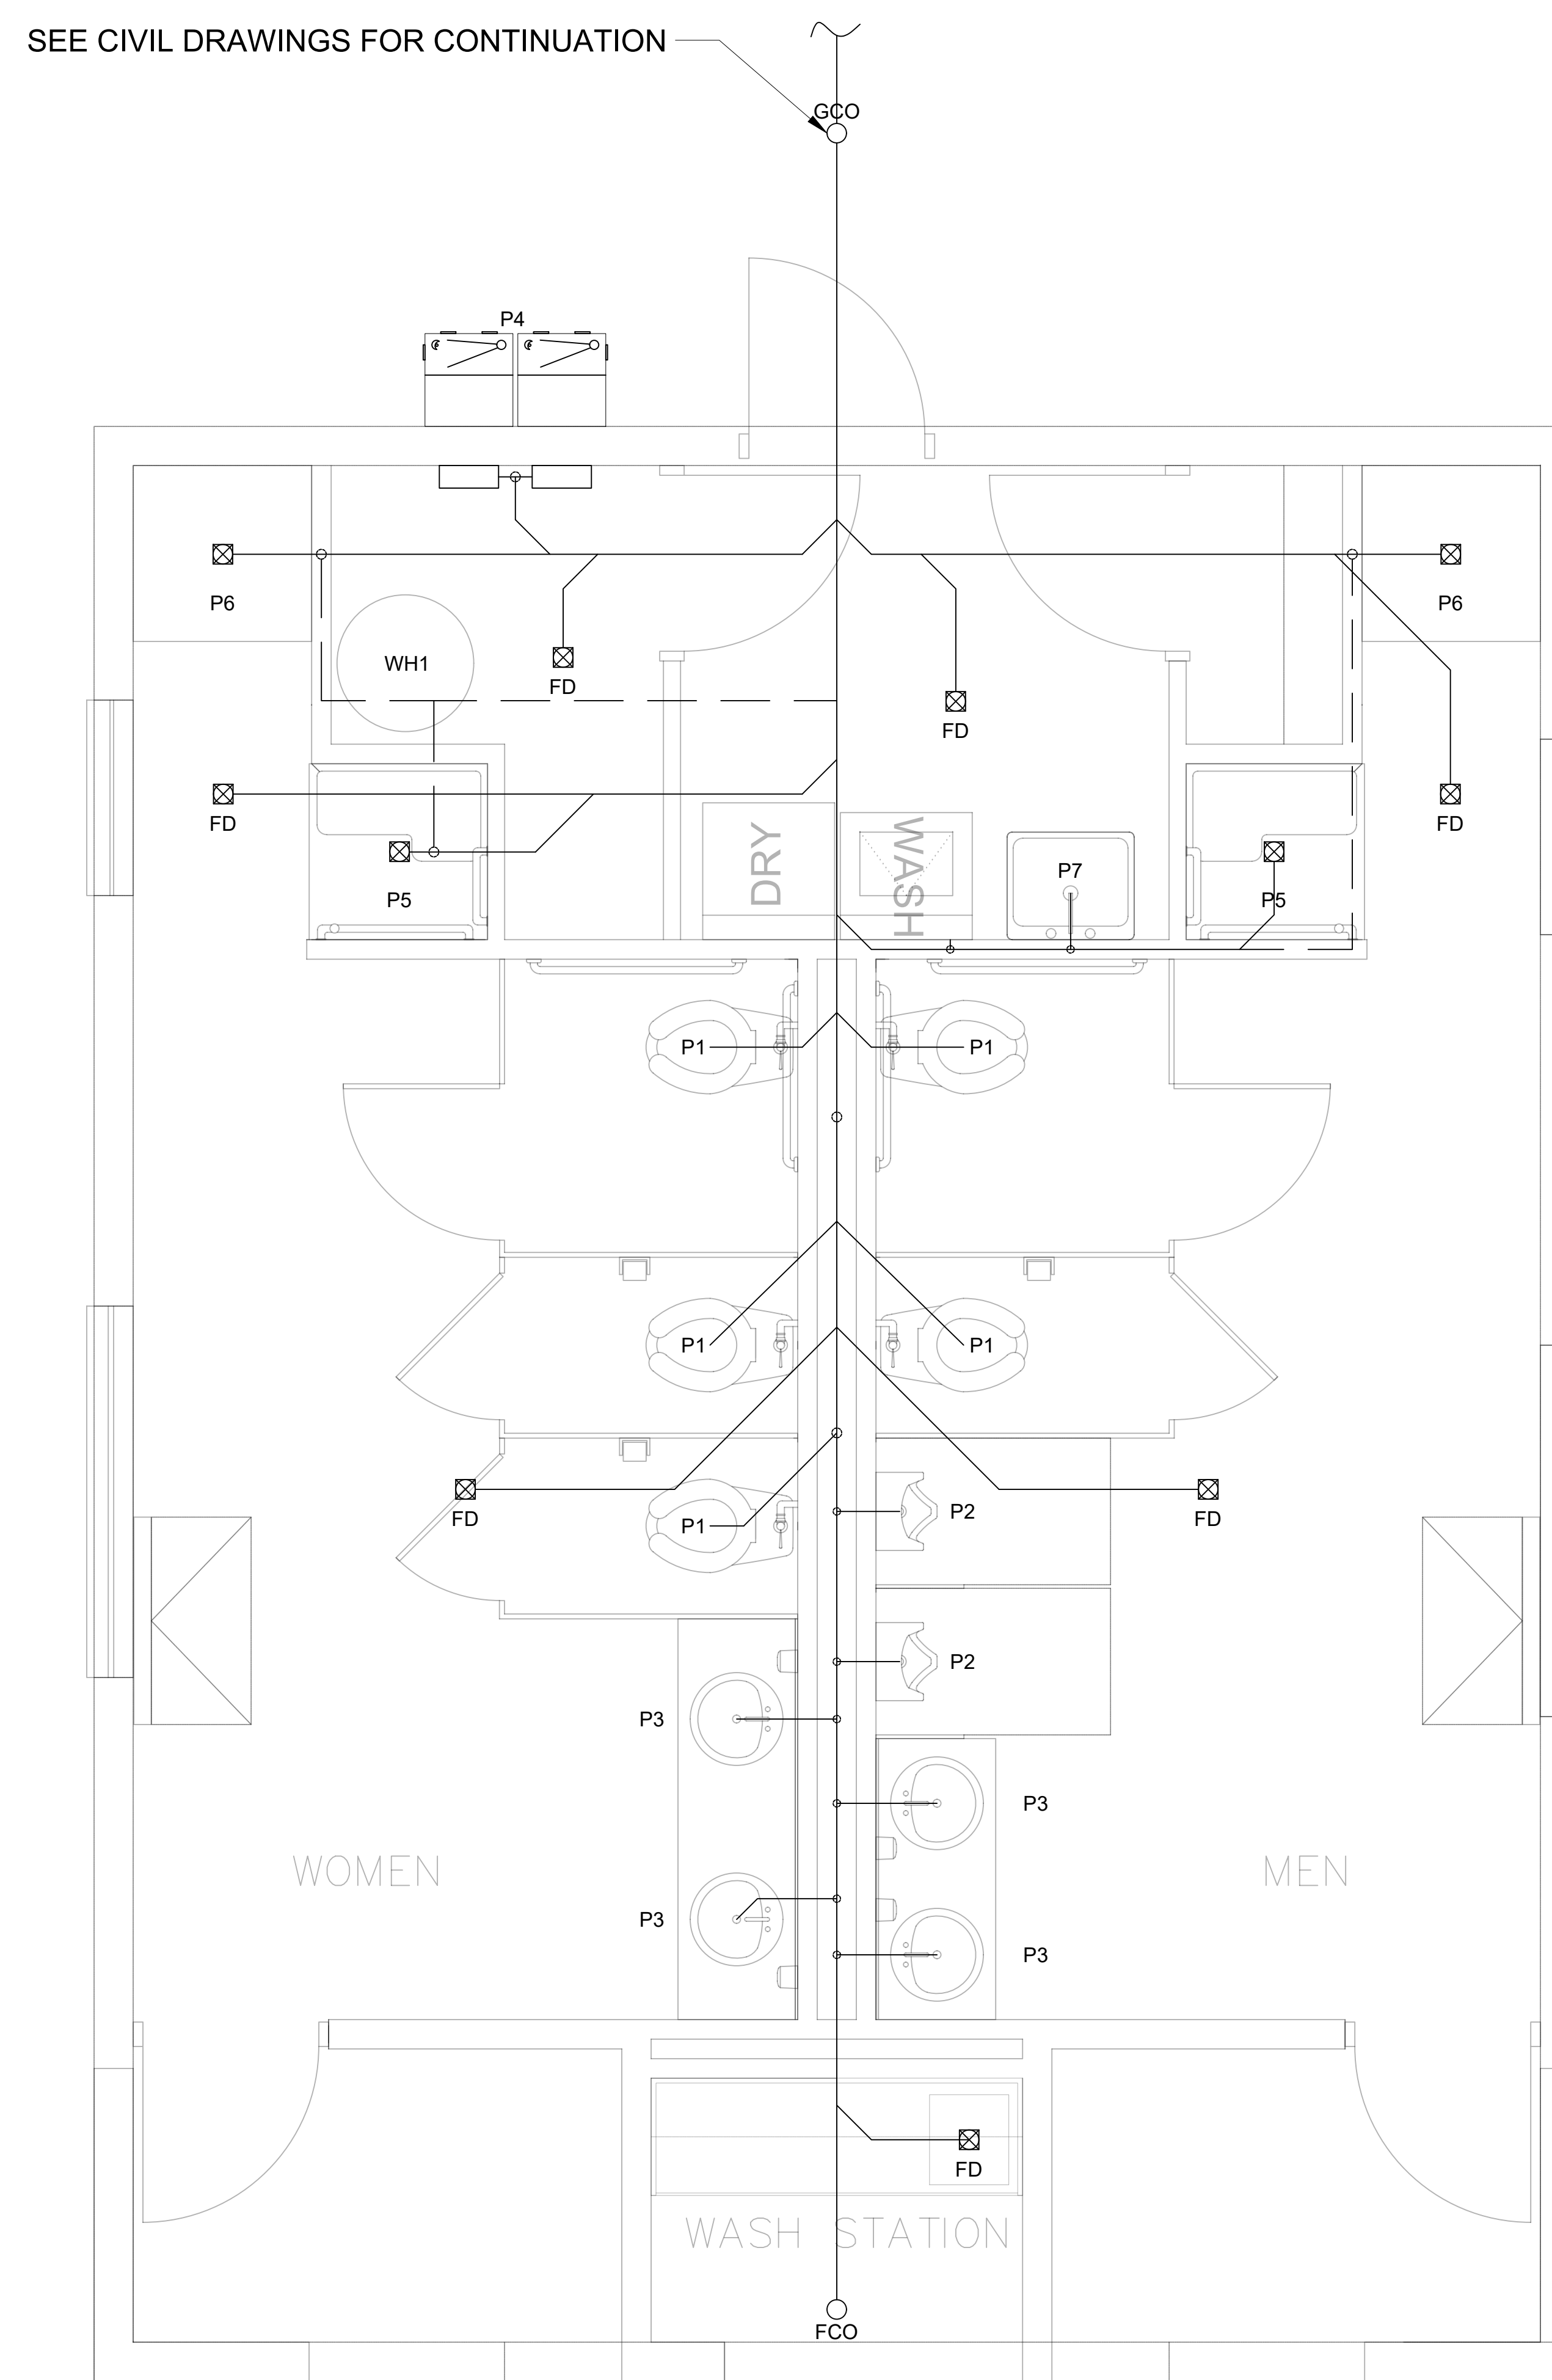 SEE CIVIL DRAWINGS FOR CONTINUATION
GCO
P4
P6
P6
WH1
FD
FD
FD
FD
DRY
WASH
P7
P5
P5
P1
P1
P1
P1
FD
P1
P2
FD
P2
P3
P3
WOMEN
MEN
P3
P3
FD
WASH STATION
FCO